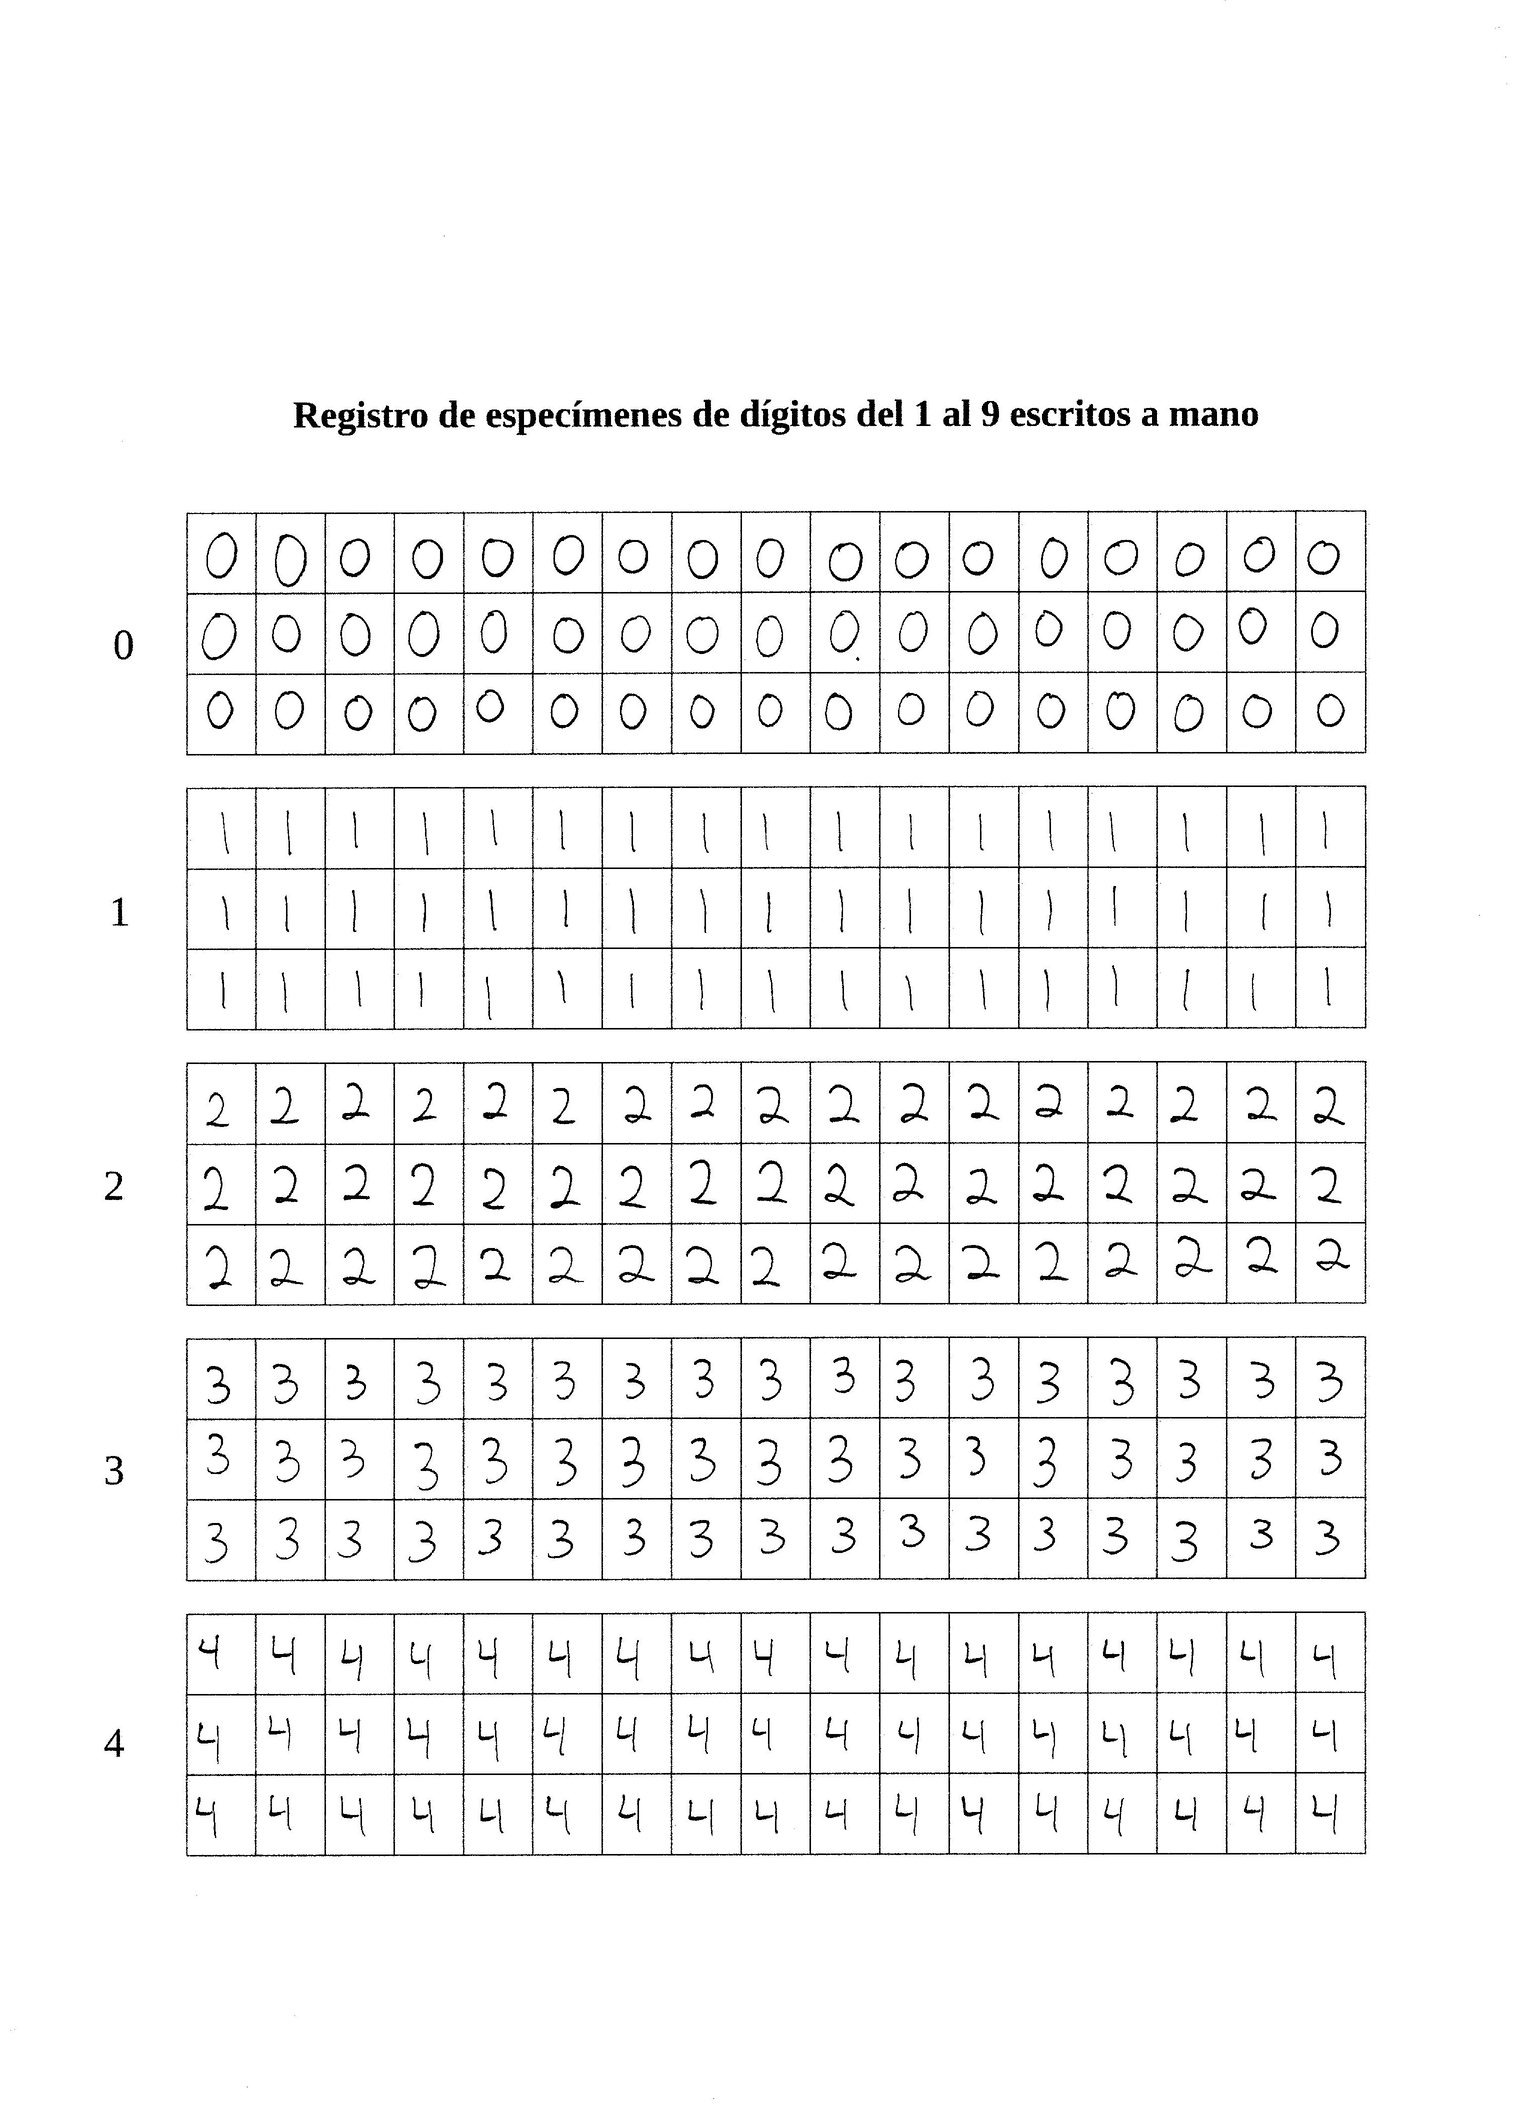 Registro de especímenes de dígitos del 1 al 9 escritos a mano
0 0 0 0 0 0 0 0 0 0 0 0 0 0 0 0 0
0
0 0 0 0 0 0 0 0 0 0 0 0 0 0 0 0 0
0 0 0 0 0 0 0 0 0 0 0 0 0 0 0 0 0
1 1 1 1 1 1 1 1 1 1 1 1 1 1 1 1 1
1
1 1 1 1 1 1 1 1 1 1 1 1 1 1 1 1 1
1 1 1 1 1 1 1 1 1 1 1 1 1 1 1 1 1
2 2 2 2 2 2 2 2 2 2 2 2 2 2 2 2 2
2
2 2 2 2 2 2 2 2 2 2 2 2 2 2 2 2 2
2 2 2 2 2 2 2 2 2 2 2 2 2 2 2 2 2
3 3 3 3 3 3 3 3 3 3 3 3 3 3 3 3 3
3
3 3 3 3 3 3 3 3 3 3 3 3 3 3 3 3 3
3 3 3 3 3 3 3 3 3 3 3 3 3 3 3 3 3
4 4 4 4 4 4 4 4 4 4 4 4 4 4 4 4 4
4
4 4 4 4 4 4 4 4 4 4 4 4 4 4 4 4 4
4 4 4 4 4 4 4 4 4 4 4 4 4 4 4 4 4